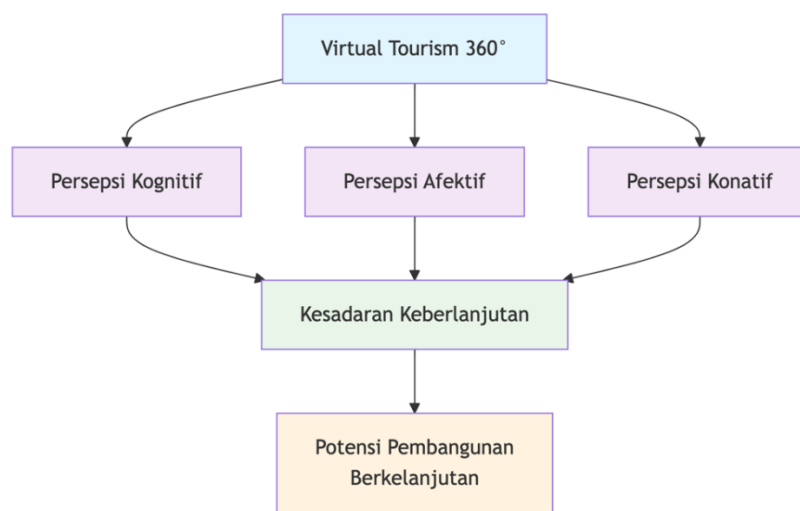 Virtual Tourism 360°
Persepsi Kognitif
Persepsi Afektif
Persepsi Konatif
Kesadaran Keberlanjutan
Potensi Pembangunan
Berkelanjutan